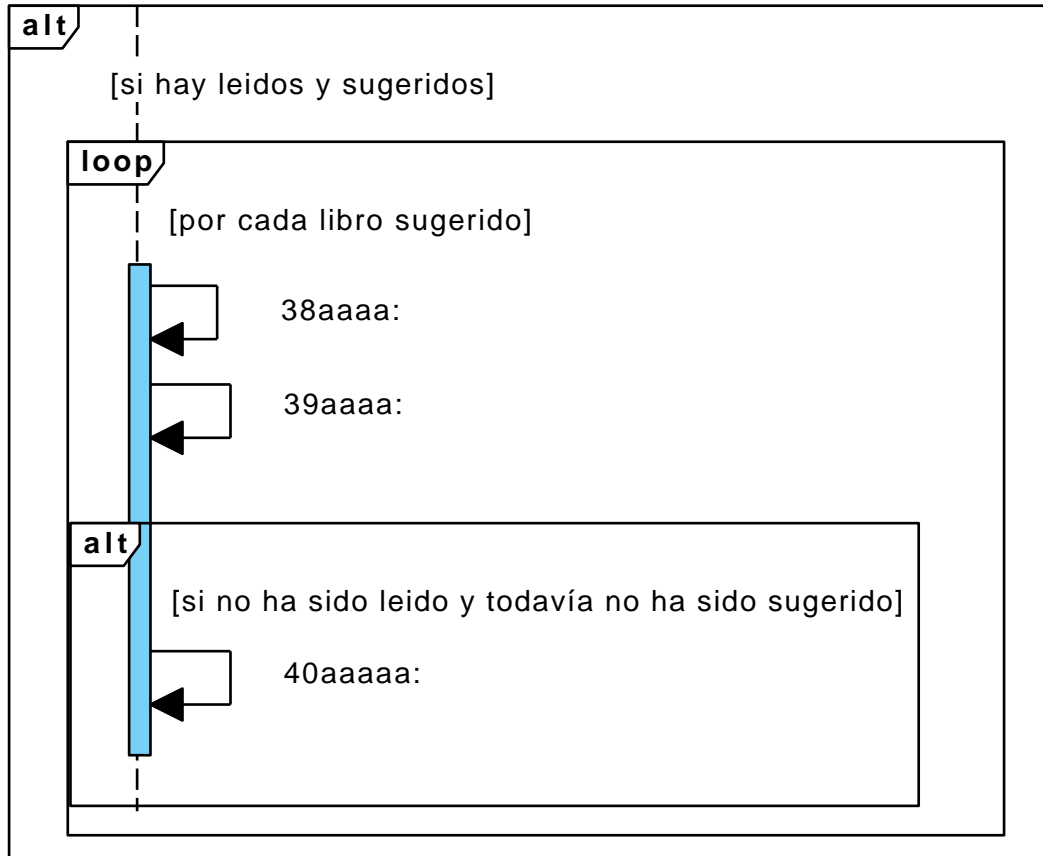 alt
[si hay leidos y sugeridos]
loop
[por cada libro sugerido]
38aaaa:
39aaaa:
alt
[si no ha sido leido y todavía no ha sido sugerido]
40aaaaa: